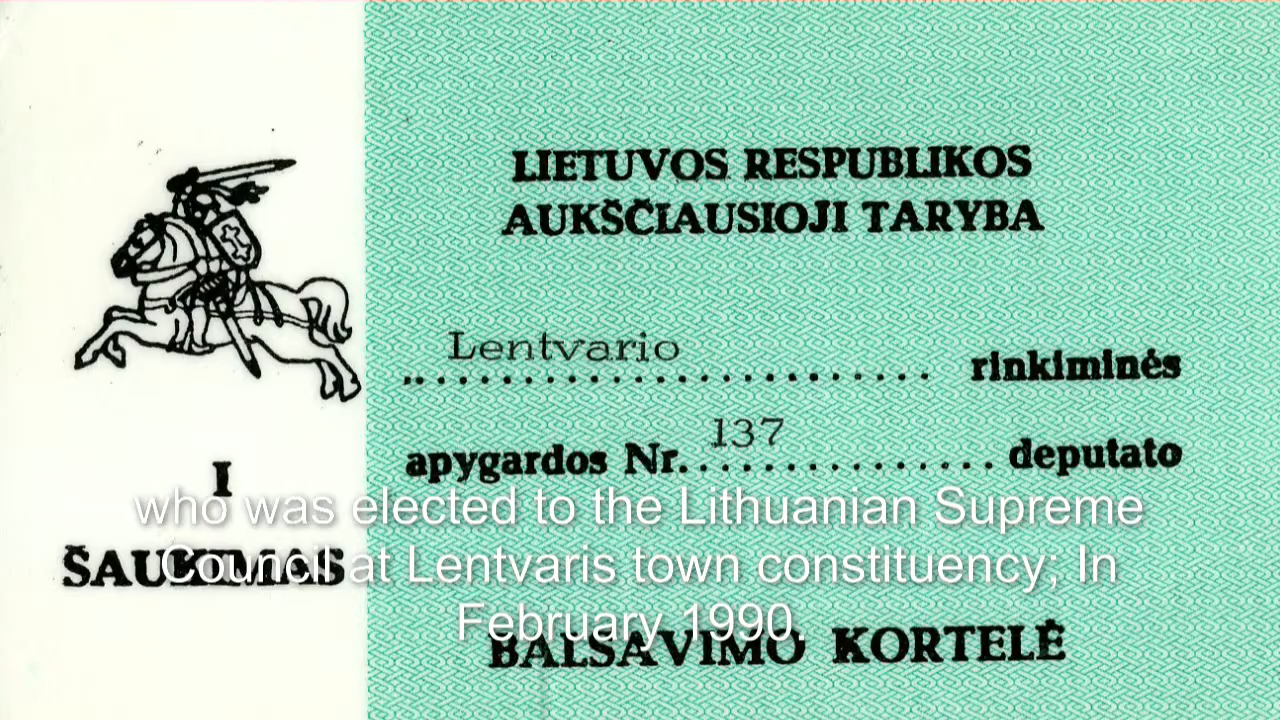 LIETUVOS RESPUBLIKOS
AUKŠČIAUSIOJI TARYBA
Lentvario
rinkiminės
137
apygardos Nr. deputato
I
ŠAUKIMAS
BALSAVIMO KORTELĖ
who was elected to the Lithuanian Supreme
Council at Lentvaris town constituency; In
February 1990.